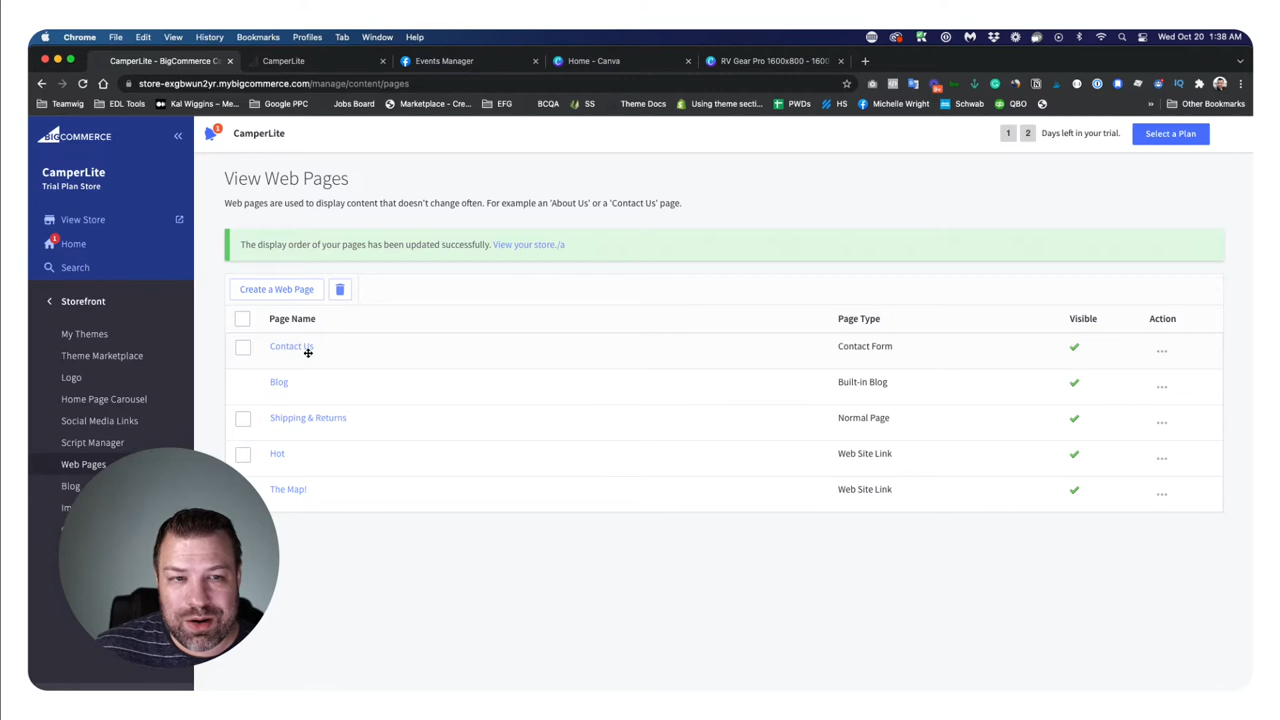 Chrome File Edit View History Bookmarks Profiles Tab Window Help Wed Oct 20 1:38 AM
CamperLite - BigCommerce C CamperLite Events Manager Home - Canva RV Gear Pro 1600x800 - 1600
store-exgbwun2yr.mybigcommerce.com/manage/content/pages
Teamwig EDL Tools Kal Wiggins – Me... Google PPC Jobs Board Marketplace - Cre... EFG BCQA SS Theme Docs Using theme secti... PWDs HS Michelle Wright Schwab QBO » Other Bookmarks
BIGCOMMERCE
1 CamperLite 1 2 Days left in your trial. Select a Plan
CamperLite
Trial Plan Store
View Store
1 Home
Search
Storefront
My Themes
Theme Marketplace
Logo
Home Page Carousel
Social Media Links
Script Manager
Web Pages
Blog
View Web Pages
Web pages are used to display content that doesn't change often. For example an 'About Us' or a 'Contact Us' page.
The display order of your pages has been updated successfully. View your store./a
Create a Web Page
Page Name Page Type Visible Action
Contact Us Contact Form
Blog Built-in Blog
Shipping & Returns Normal Page
Hot Web Site Link
The Map! Web Site Link